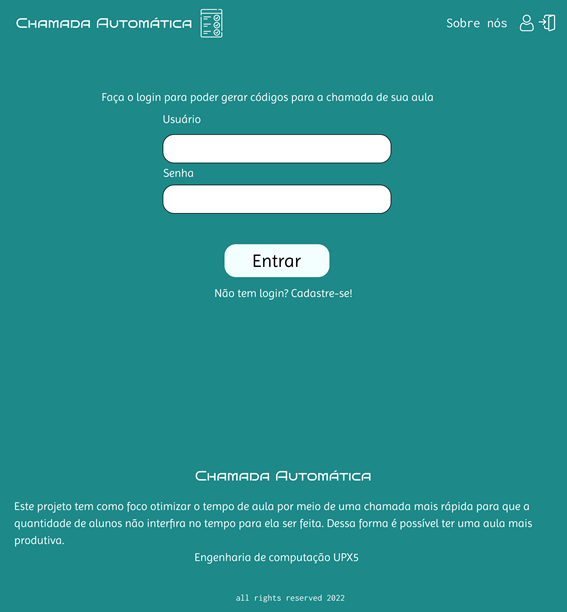 Chamada Automática
Sobre nós
Faça o login para poder gerar códigos para a chamada de sua aula
Usuário
Senha
Entrar
Não tem login? Cadastre-se!
Chamada Automática
Este projeto tem como foco otimizar o tempo de aula por meio de uma chamada mais rápida para que a
quantidade de alunos não interfira no tempo para ela ser feita. Dessa forma é possível ter uma aula mais
produtiva.
Engenharia de computação UPX5
all rights reserved 2022